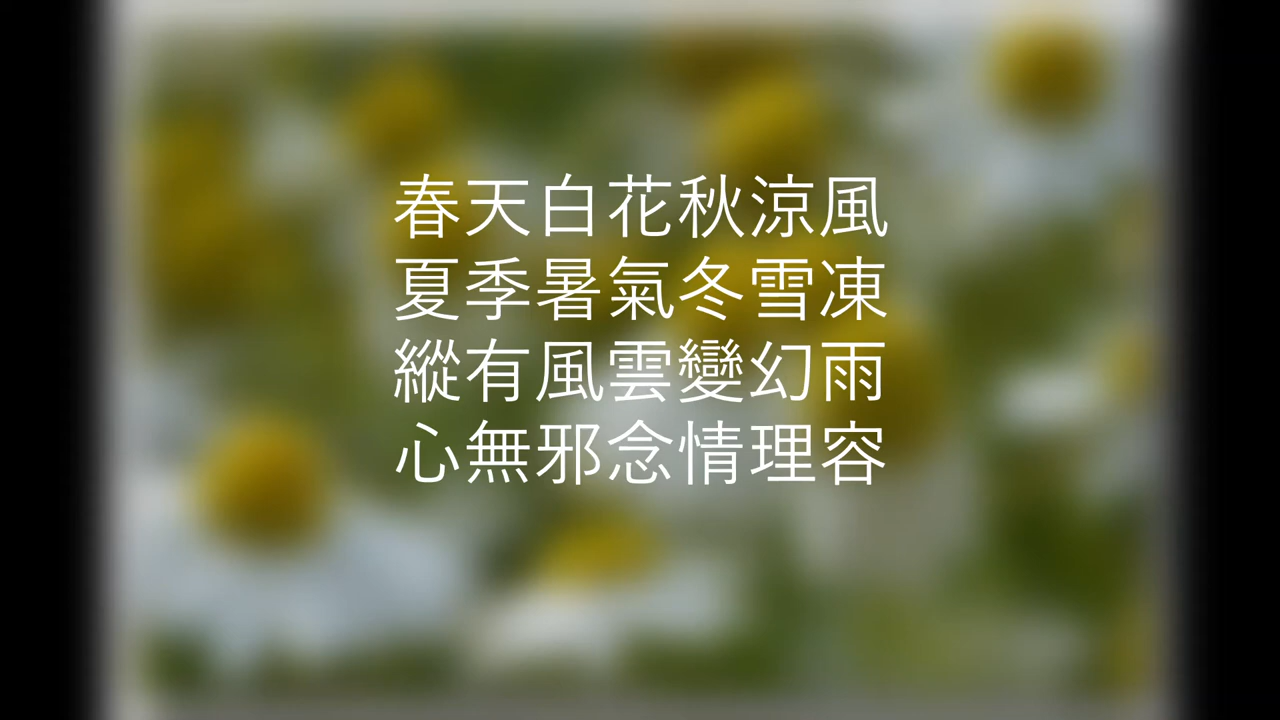 春天白花秋涼風
夏季暑氣冬雪凍
縱有風雲變幻雨
心無邪念情理容